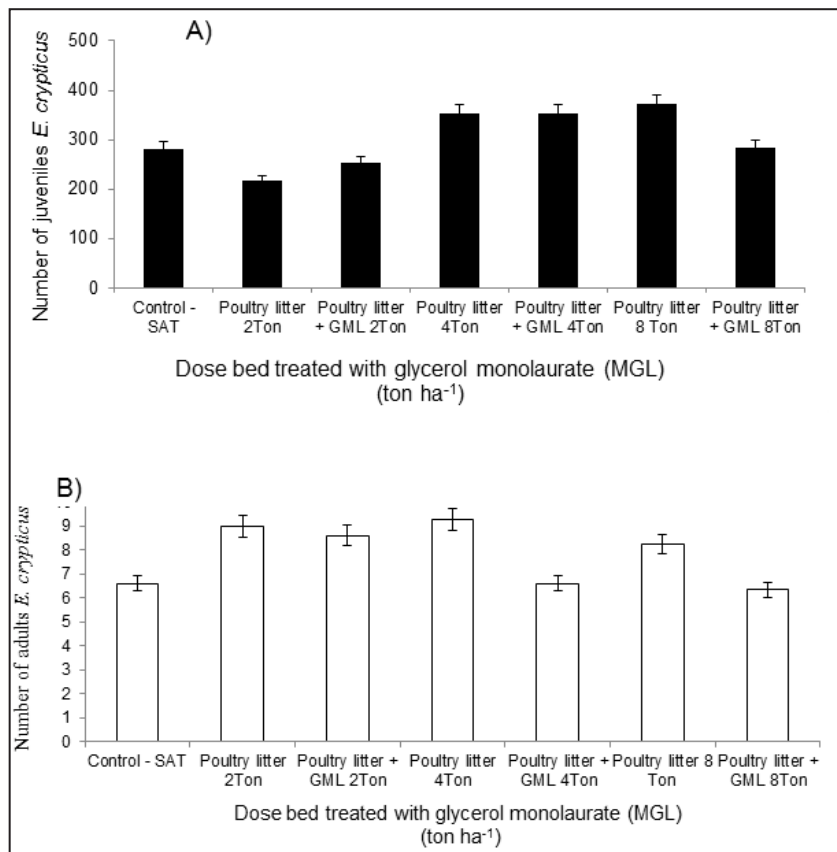 A)
Number of juveniles E. crypticus
500
400
300
200
100
0
Control - SAT
Poultry litter 2Ton
Poultry litter + GML 2Ton
Poultry litter 4Ton
Poultry litter + GML 4Ton
Poultry litter 8 Ton
Poultry litter + GML 8Ton
Dose bed treated with glycerol monolaurate (MGL)
(ton ha⁻¹)
B)
Number of adults E. crypticus
9
8
7
6
5
4
3
2
1
0
Control - SAT
Poultry litter 2Ton
Poultry litter + GML 2Ton
Poultry litter 4Ton
Poultry litter + GML 4Ton
Poultry litter 8 Ton
Poultry litter + GML 8Ton
Dose bed treated with glycerol monolaurate (MGL)
(ton ha⁻¹)